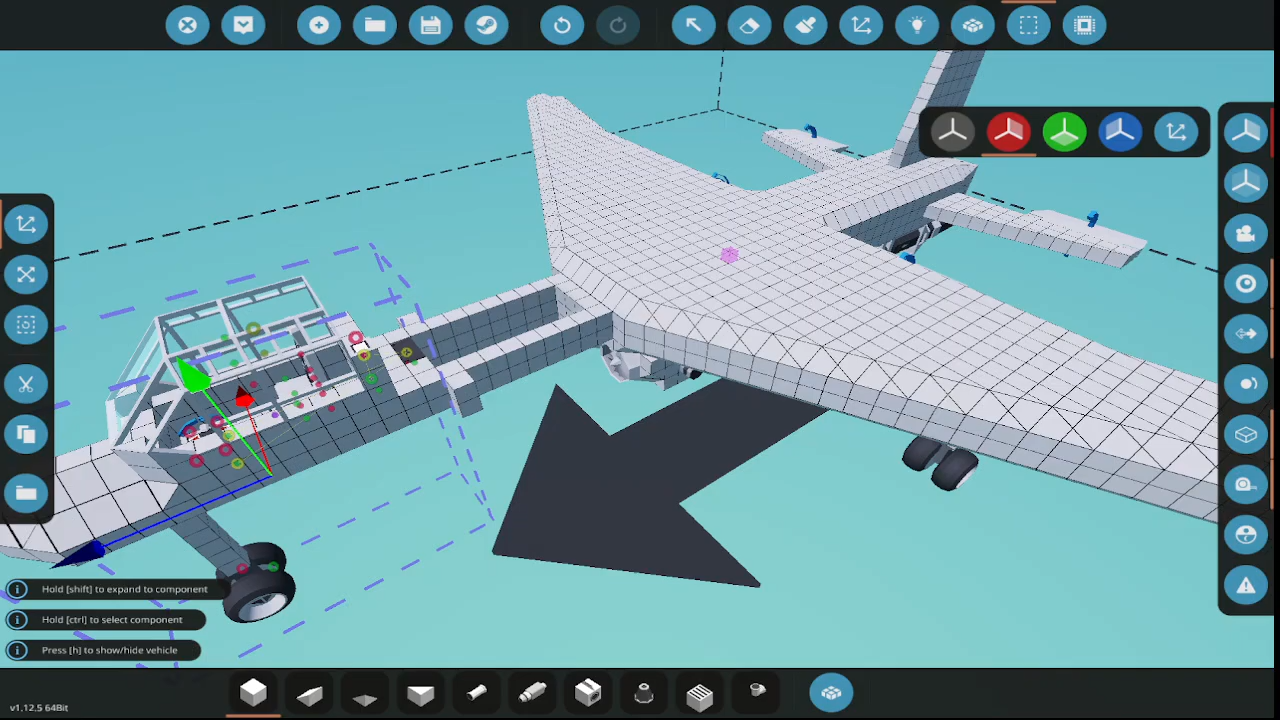 Hold [shift] to expand to component
Hold [ctrl] to select component
Press [h] to show/hide vehicle
v1.12.5 64Bit